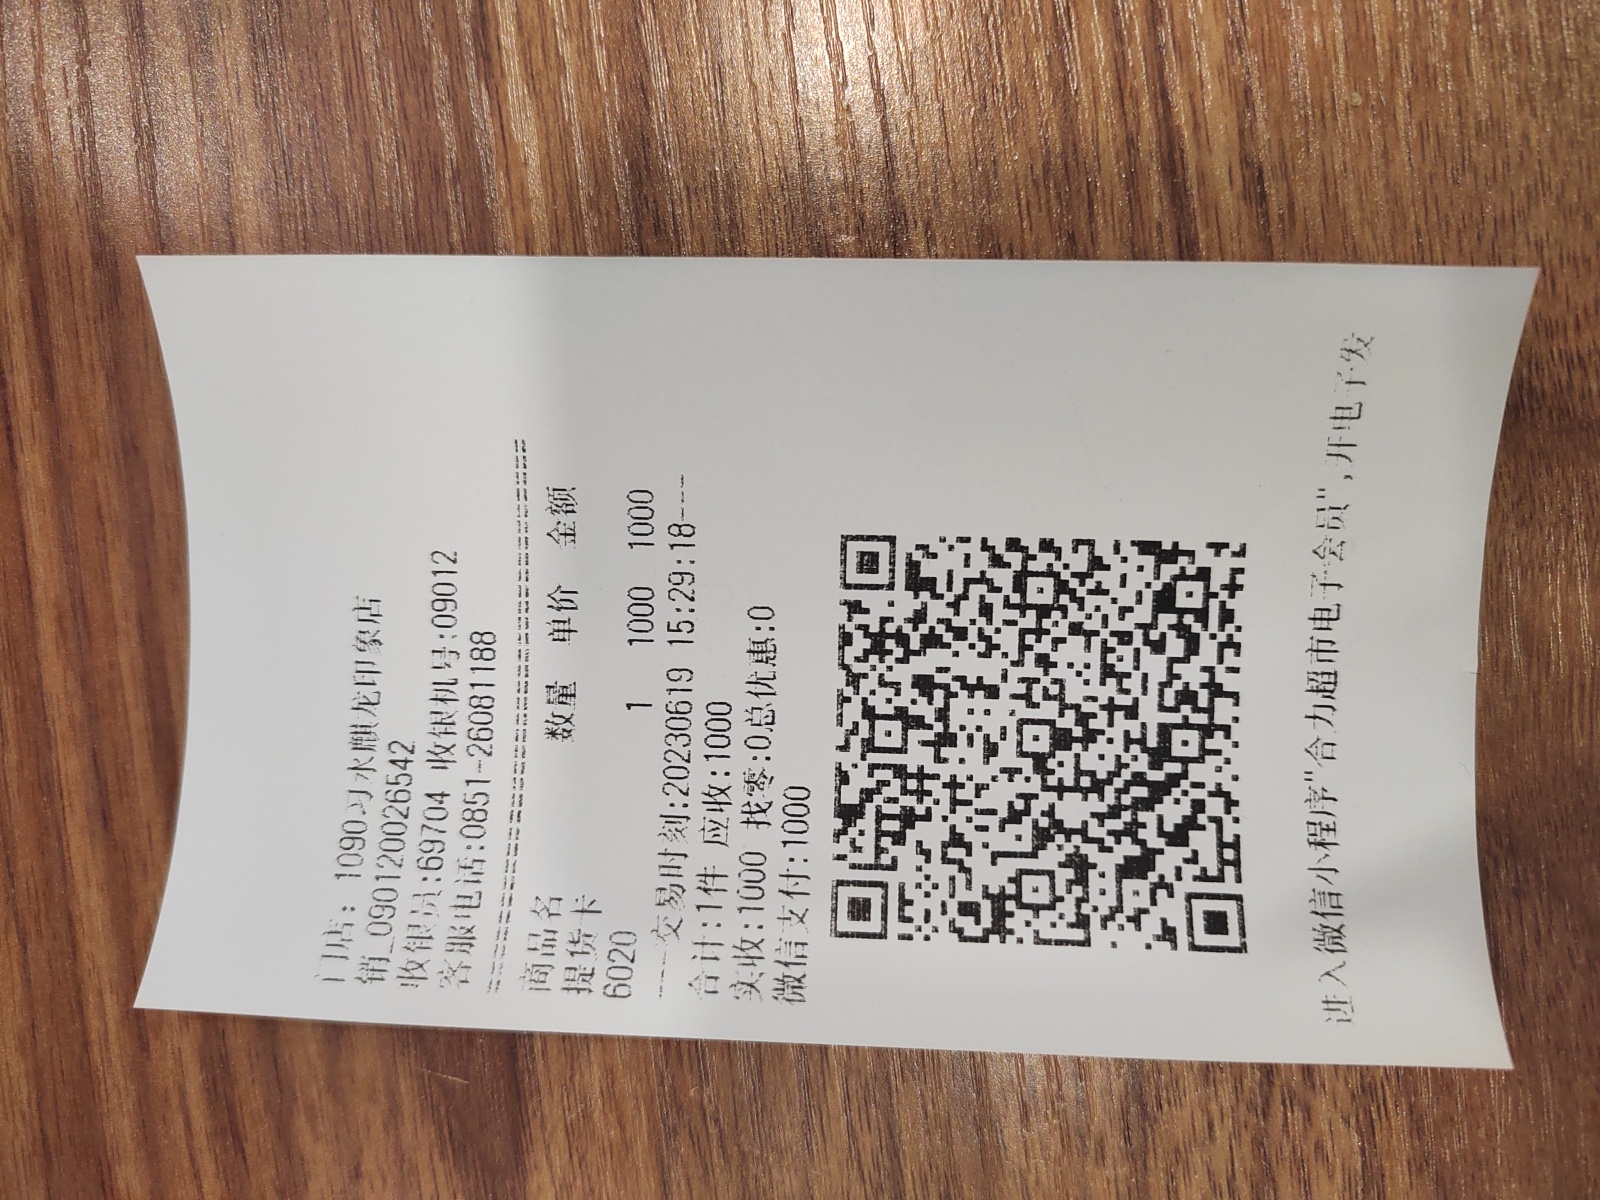 门店: 1090习水麒龙印象店
销_090120026542
收银员:69704 收银机号:09012
客服电话:0851-26081188
商品名 数量 单价 金额
提货卡
6020 1 1000 1000
----交易时刻:20230619 15:29:18----
合计:1件 应收:1000
实收:1000 找零:0总优惠:0
微信支付:1000
进入微信小程序"合力超市电子会员",开电子发